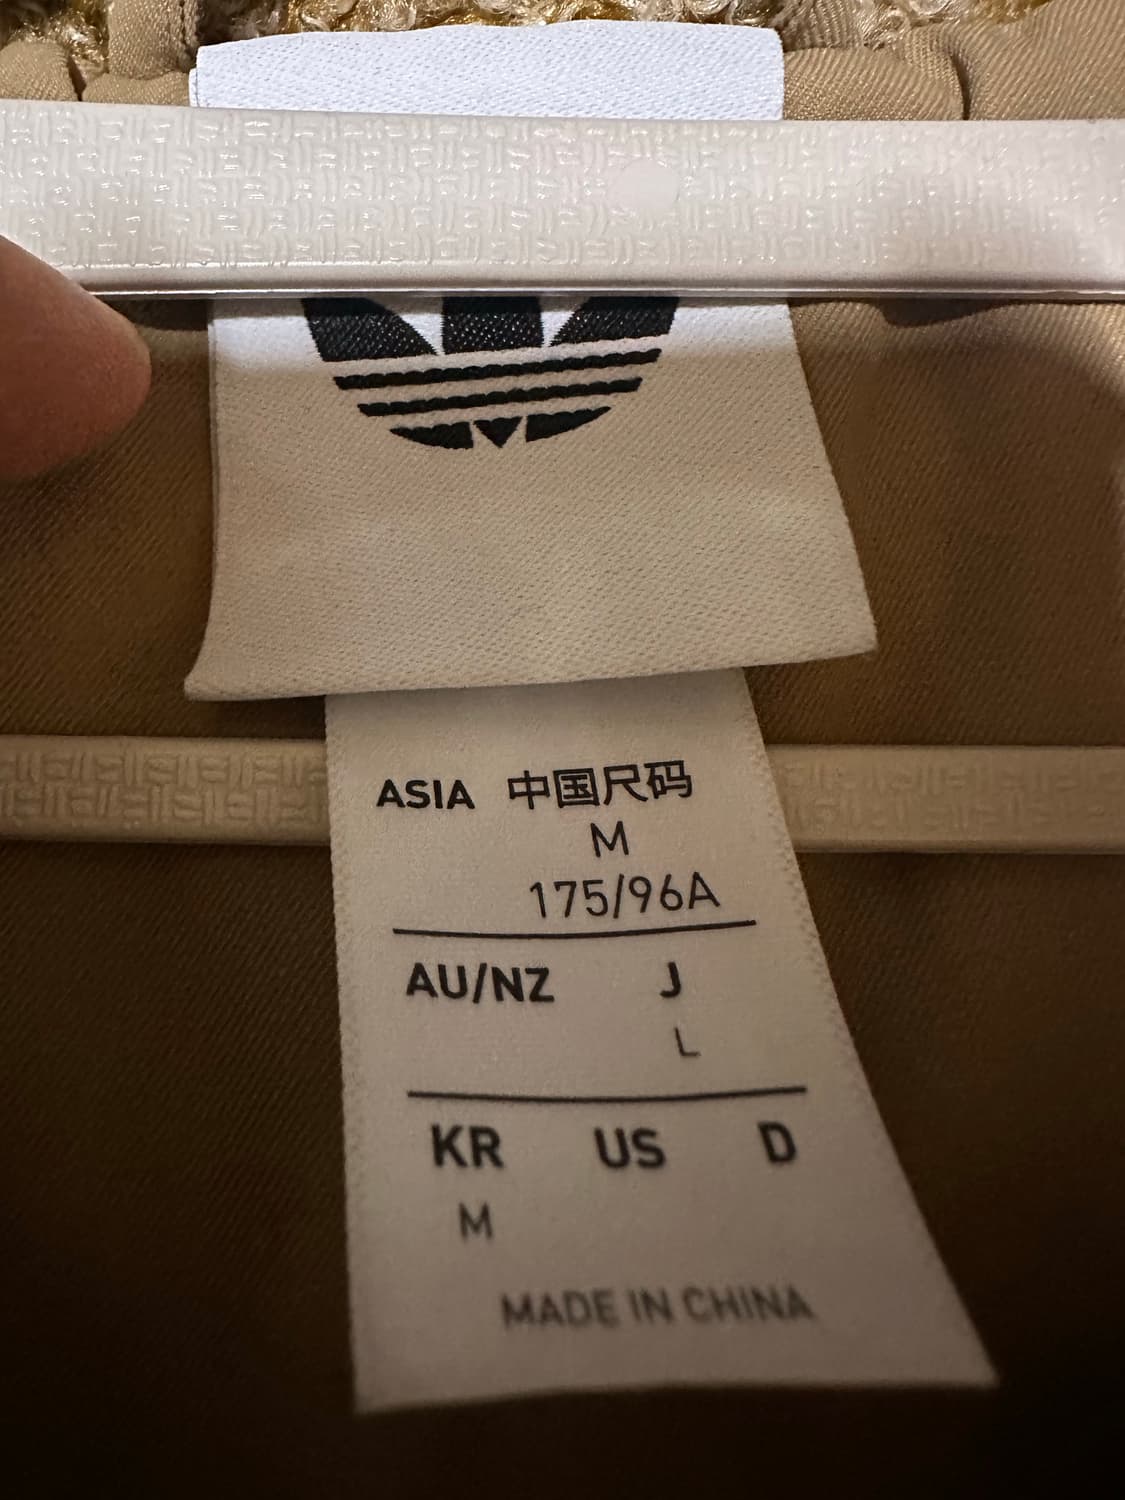 ASIA 中国尺码
M
175/96A
AU/NZ J
L
KR US D
M
MADE IN CHINA